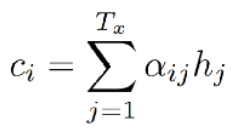 $c_i = \sum_{j=1}^{T_x} \alpha_{ij} h_j$